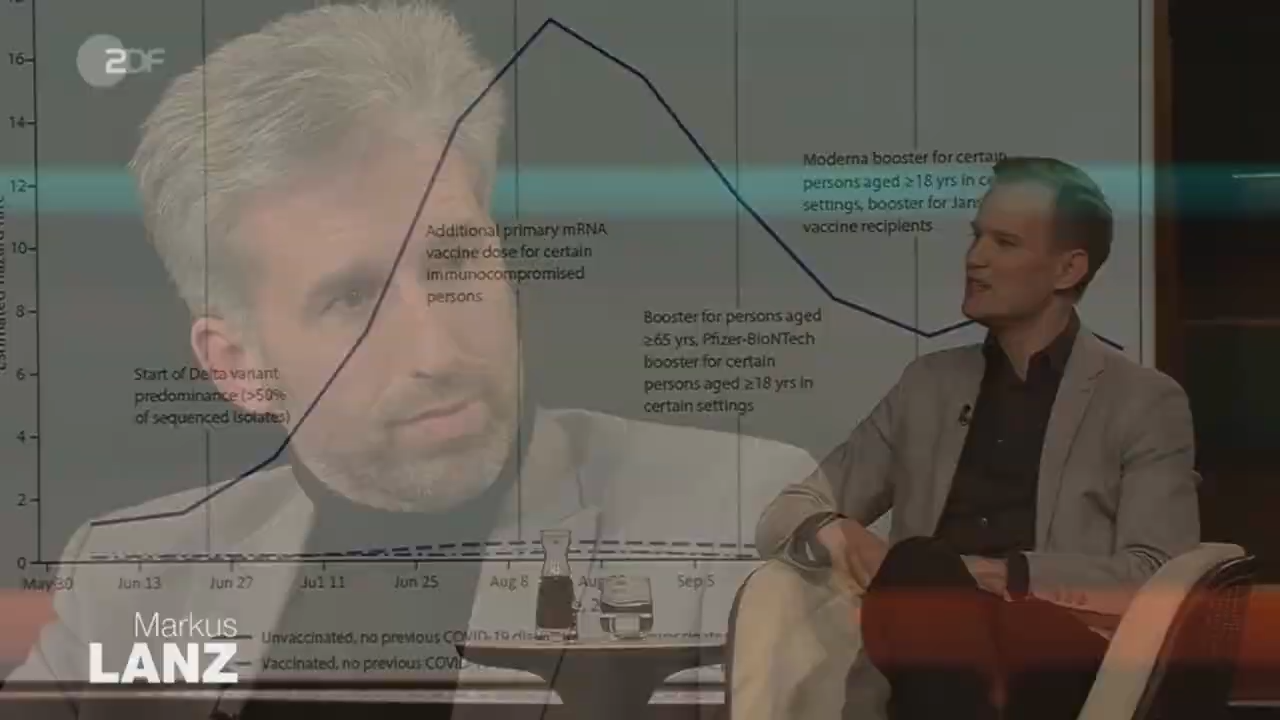 ZDF
16
14
12
10
8
6
4
2
0
Moderna booster for certain
persons aged ≥18 yrs in
settings, booster for
vaccine recipients
Additional primary mRNA
vaccine dose for certain
immunocompromised
persons
Booster for persons aged
≥65 yrs, Pfizer-BioNTech
booster for certain
persons aged ≥18 yrs in
certain settings
Start of Delta variant
predominance (>50%
of sequenced isolates)
May 30
Jun 13
Jun 27
Ju1 11
Jun 25
Aug 8
Sep 5
Unvaccinated, no previous COVID-19
Vaccinated, no previous
Markus
LANZ